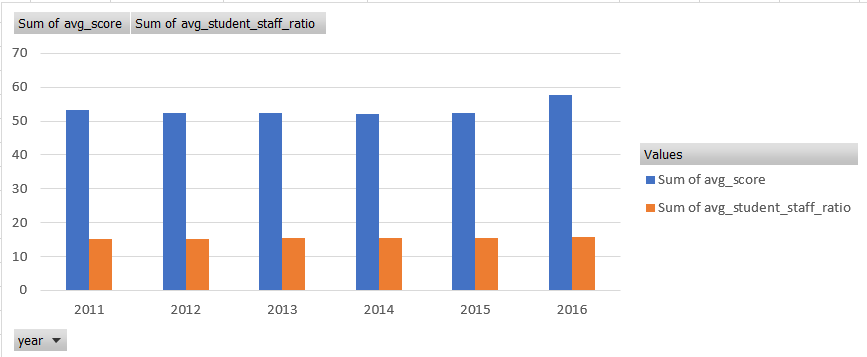 Sum of avg_score Sum of avg_student_staff_ratio
70
60
50
40
30
20
10
0
2011 2012 2013 2014 2015 2016
Values
Sum of avg_score
Sum of avg_student_staff_ratio
year